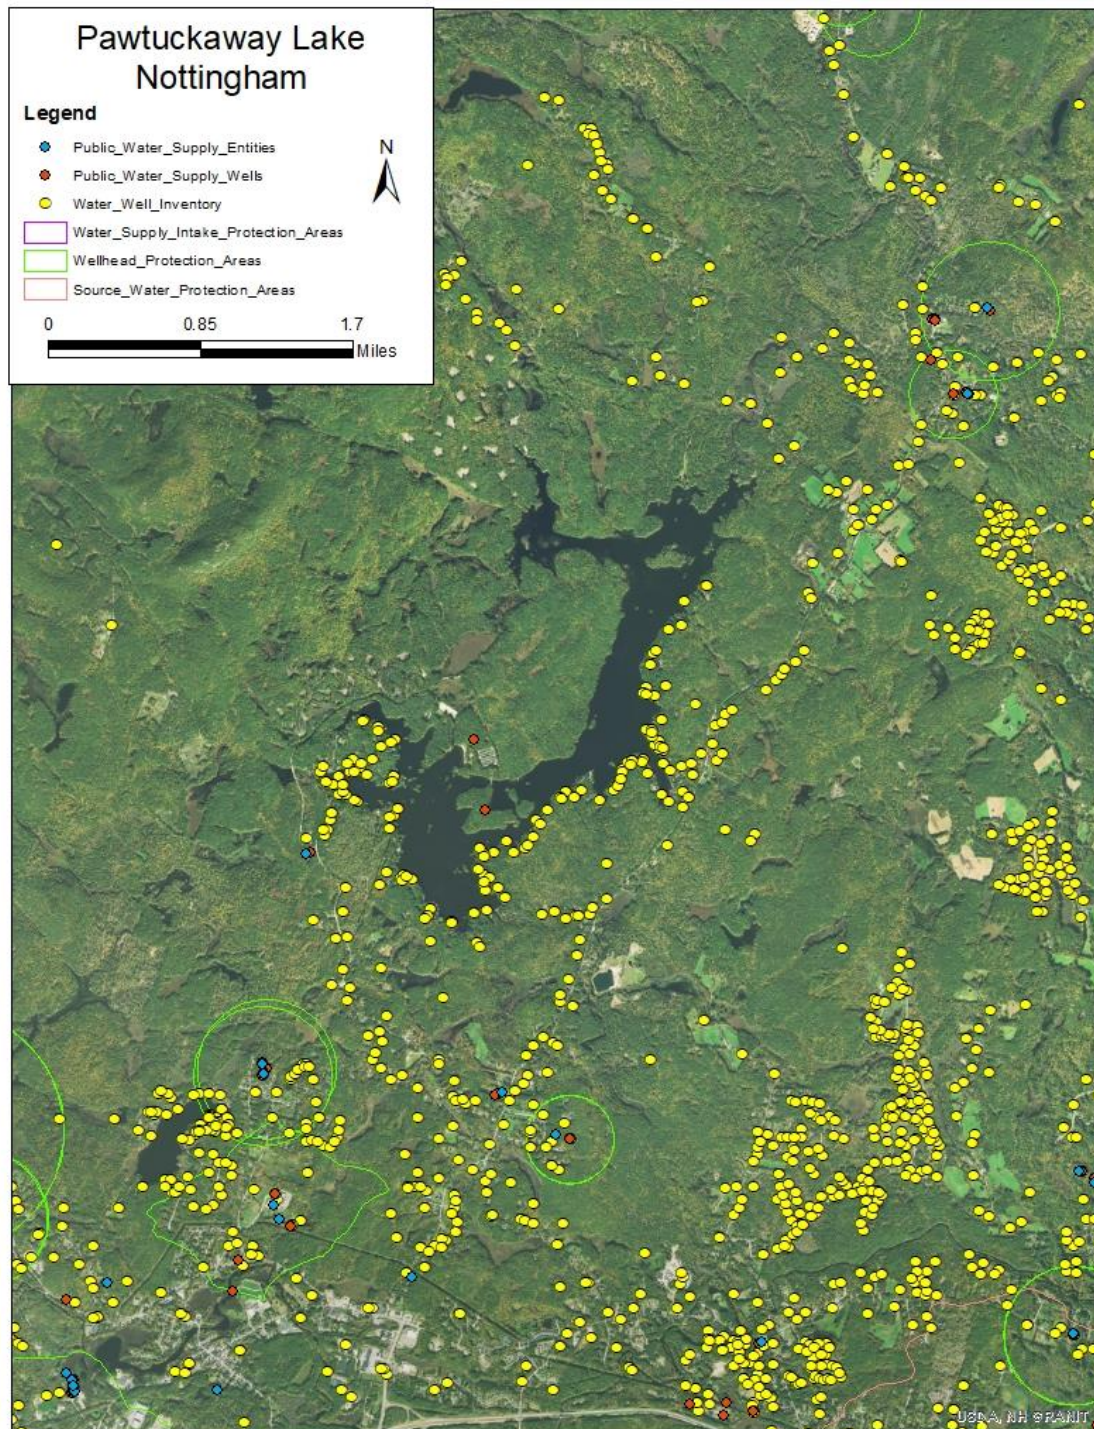 Pawtuckaway Lake
Nottingham
Legend
Public_Water_Supply_Entities
Public_Water_Supply_Wells
Water_Well_Inventory
Water_Supply_Intake_Protection_Areas
Wellhead_Protection_Areas
Source_Water_Protection_Areas
N
0 0.85 1.7
Miles
USDA, NH GRANIT